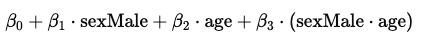 β₀ + β₁ · sexMale + β₂ · age + β₃ · (sexMale · age)